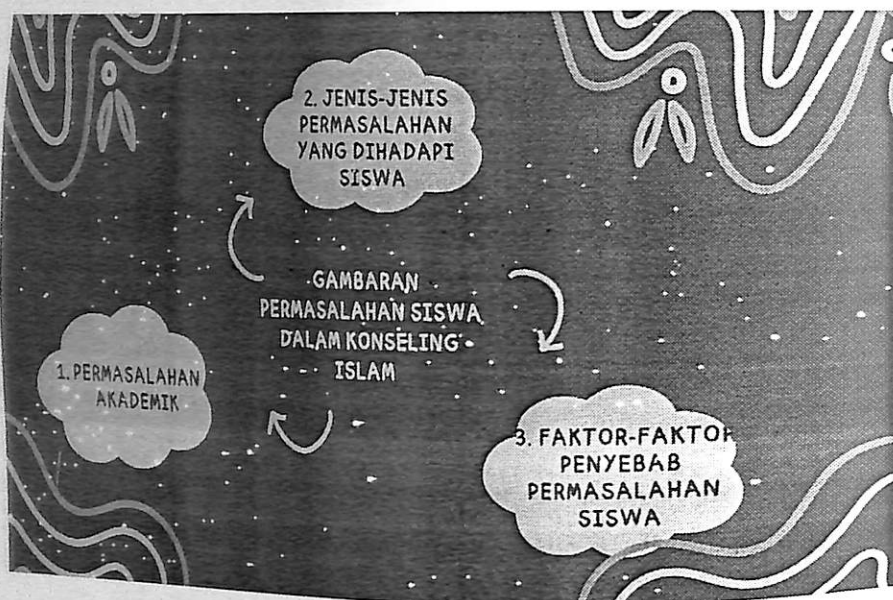 2. JENIS-JENIS
PERMASALAHAN
YANG DIHADAPI
SISWA
GAMBARAN
PERMASALAHAN SISWA
DALAM KONSELING
ISLAM
1. PERMASALAHAN
AKADEMIK
3. FAKTOR-FAKTOR
PENYEBAB
PERMASALAHAN
SISWA